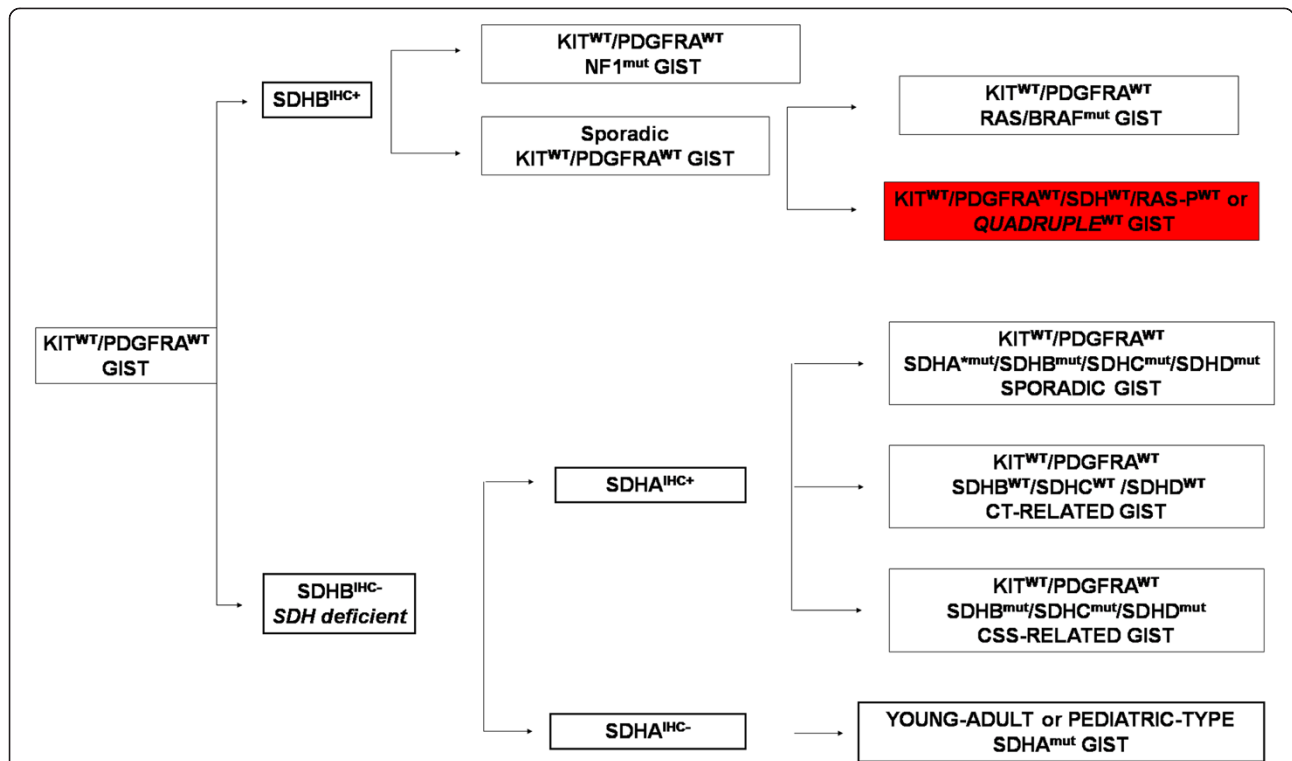 KITWT/PDGFRAWT
GIST
SDHBIHC+
KITWT/PDGFRAWT
NF1mut GIST
Sporadic
KITWT/PDGFRAWT GIST
KITWT/PDGFRAWT
RAS/BRAFmut GIST
KITWT/PDGFRAWT/SDHWT/RAS-PWT or
QUADRUPLEWT GIST
SDHBIHC-
SDH deficient
SDHAIHC+
KITWT/PDGFRAWT
SDHA*mut/SDHBmut/SDHCmut/SDHDmut
SPORADIC GIST
KITWT/PDGFRAWT
SDHBWT/SDHCWT /SDHDWT
CT-RELATED GIST
KITWT/PDGFRAWT
SDHBmut/SDHCmut/SDHDmut
CSS-RELATED GIST
SDHAIHC-
YOUNG-ADULT or PEDIATRIC-TYPE
SDHAmut GIST